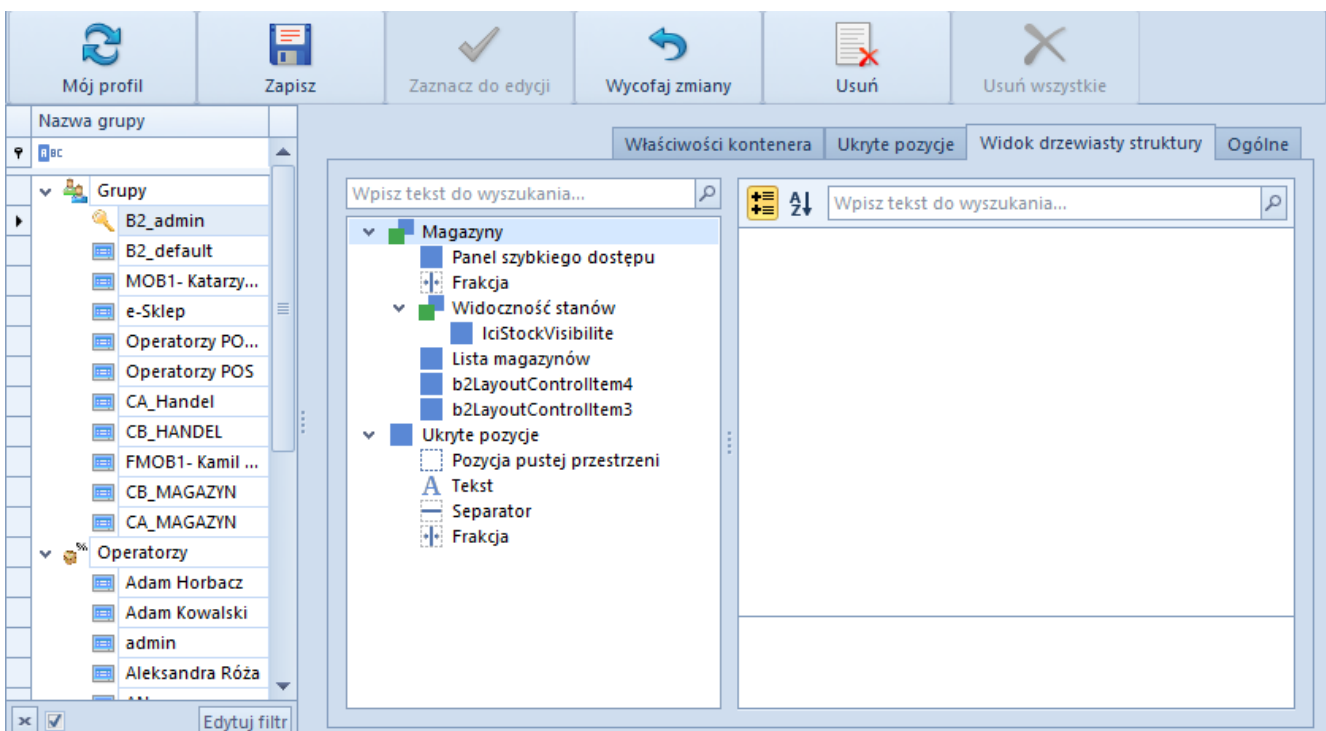 Mój profil
Zapisz
Zaznacz do edycji
Wycofaj zmiany
Usuń
Usuń wszystkie
Nazwa grupy
ABC
Grupy
B2_admin
B2_default
MOB1- Katarzy...
e-Sklep
Operatorzy PO...
Operatorzy POS
CA_Handel
CB_HANDEL
FMOB1- Kamil ...
CB_MAGAZYN
CA_MAGAZYN
Operatorzy
Adam Horbacz
Adam Kowalski
admin
Aleksandra Róża
Edytuj filtr
Właściwości kontenera
Ukryte pozycje
Widok drzewiasty struktury
Ogólne
Wpisz tekst do wyszukania...
Magazyny
Panel szybkiego dostępu
Frakcja
Widoczność stanów
IciStockVisibilite
Lista magazynów
b2LayoutControlItem4
b2LayoutControlItem3
Ukryte pozycje
Pozycja pustej przestrzeni
A Tekst
Separator
Frakcja
AZ
Wpisz tekst do wyszukania...